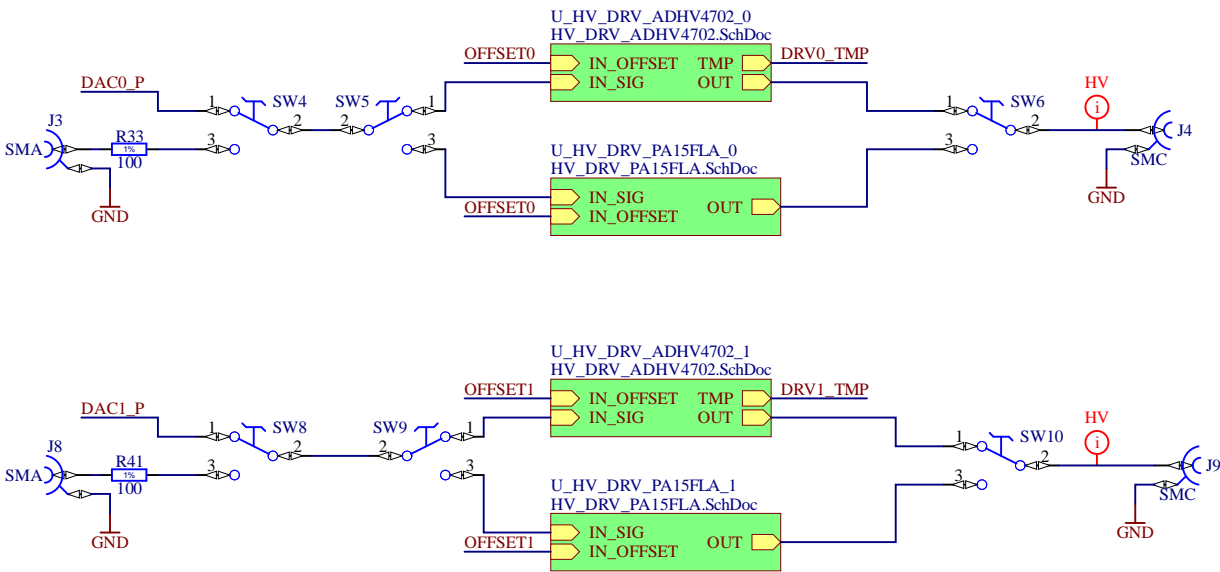 U_HV_DRV_ADHV4702_0
HV_DRV_ADHV4702.SchDoc
OFFSET0
IN_OFFSET
TMP
DRV0_TMP
IN_SIG
OUT
DAC0_P
1
SW4
2
2
SW5
1
1
SW6
2
HV
i
J4
SMC
GND
J3
SMA
R33
1%
100
3
3
3
GND
U_HV_DRV_PA15FLA_0
HV_DRV_PA15FLA.SchDoc
IN_SIG
OUT
OFFSET0
IN_OFFSET
U_HV_DRV_ADHV4702_1
HV_DRV_ADHV4702.SchDoc
OFFSET1
IN_OFFSET
TMP
DRV1_TMP
IN_SIG
OUT
DAC1_P
1
SW8
2
2
SW9
1
1
SW10
2
HV
i
J9
SMC
GND
J8
SMA
R41
1%
100
3
3
3
GND
U_HV_DRV_PA15FLA_1
HV_DRV_PA15FLA.SchDoc
IN_SIG
OUT
OFFSET1
IN_OFFSET